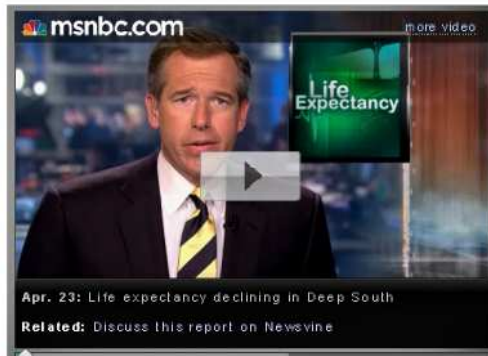 msnbc.com
more video
Life
Expectancy
Apr. 23: Life expectancy declining in Deep South
Related: Discuss this report on Newsvine